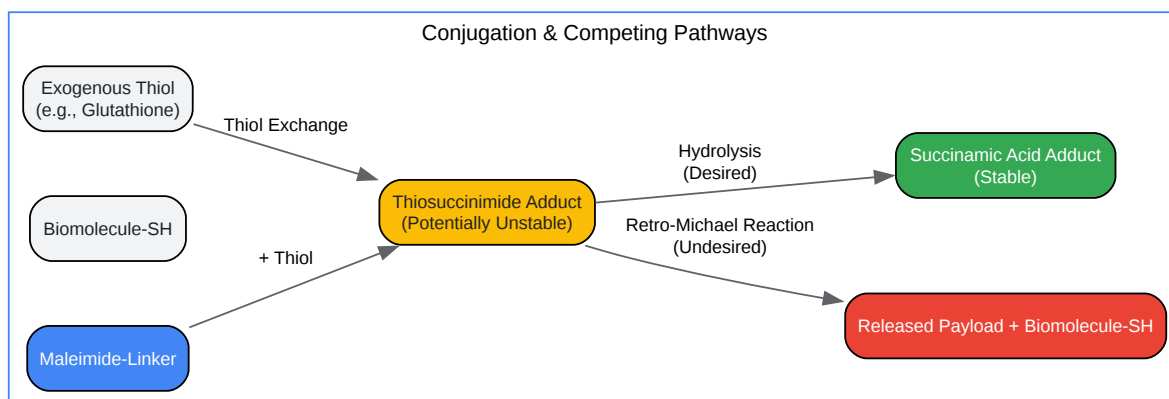 Conjugation & Competing Pathways
Exogenous Thiol
(e.g., Glutathione)
Thiol Exchange
Biomolecule-SH
+ Thiol
Maleimide-Linker
Thiosuccinimide Adduct
(Potentially Unstable)
Hydrolysis
(Desired)
Retro-Michael Reaction
(Undesired)
Succinamic Acid Adduct
(Stable)
Released Payload + Biomolecule-SH